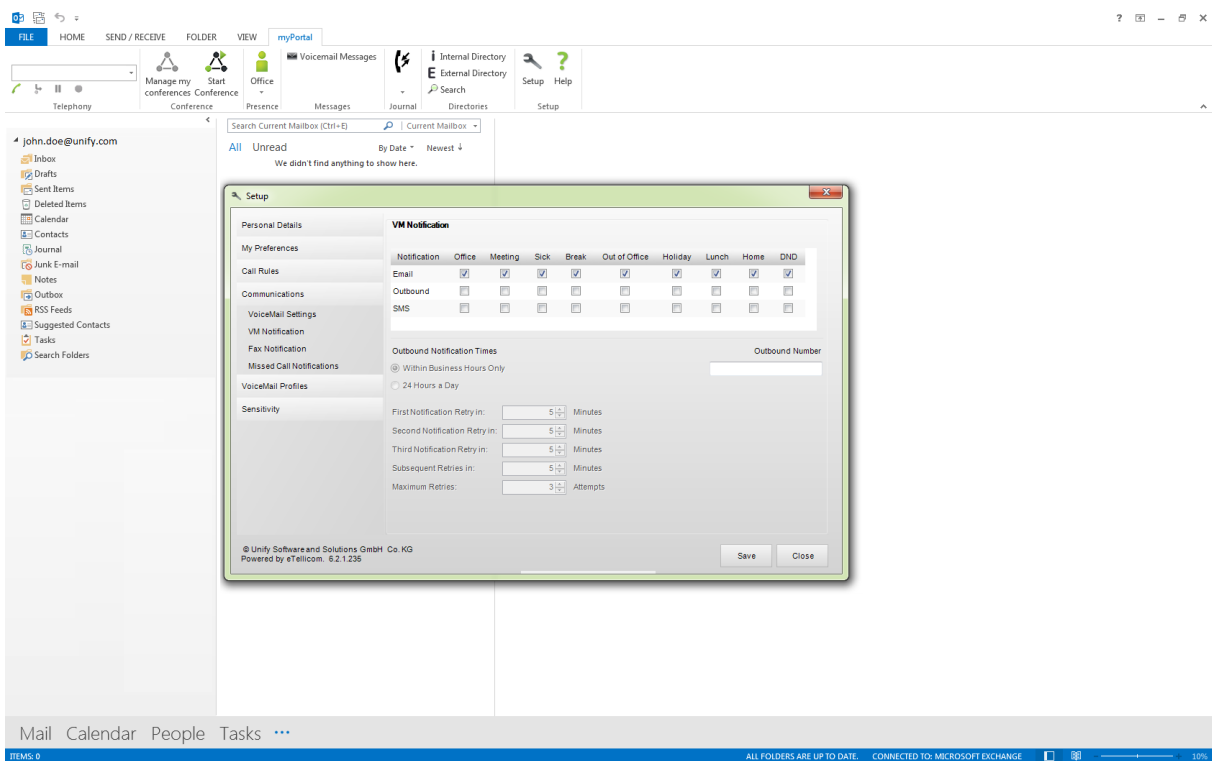 FILE HOME SEND / RECEIVE FOLDER VIEW myPortal
Manage my conferences
Start Conference
Conference
Telephony
Office
Presence
Voicemail Messages
Messages
Journal
Internal Directory
External Directory
Search
Directories
Setup
Help
Setup
john.doe@unify.com
Inbox
Drafts
Sent Items
Deleted Items
Calendar
Contacts
Journal
Junk E-mail
Notes
Outbox
RSS Feeds
Suggested Contacts
Tasks
Search Folders
Search Current Mailbox (Ctrl+E) Current Mailbox
All Unread By Date Newest
We didn't find anything to show here.
Setup
Personal Details
My Preferences
Call Rules
Communications
VoiceMail Settings
VM Notification
Fax Notification
Missed Call Notifications
VoiceMail Profiles
Sensitivity
VM Notification
Notification Office Meeting Sick Break Out of Office Holiday Lunch Home DND
Email
Outbound
SMS
Outbound Notification Times Outbound Number
Within Business Hours Only
24 Hours a Day
First Notification Retry in: 5 Minutes
Second Notification Retry in: 5 Minutes
Third Notification Retry in: 5 Minutes
Subsequent Retries in: 5 Minutes
Maximum Retries: 3 Attempts
© Unify Software and Solutions GmbH Co. KG
Powered by eTellicom. 6.2.1.235
Save Close
Mail Calendar People Tasks •••
ITEMS: 0 ALL FOLDERS ARE UP TO DATE. CONNECTED TO: MICROSOFT EXCHANGE 10%